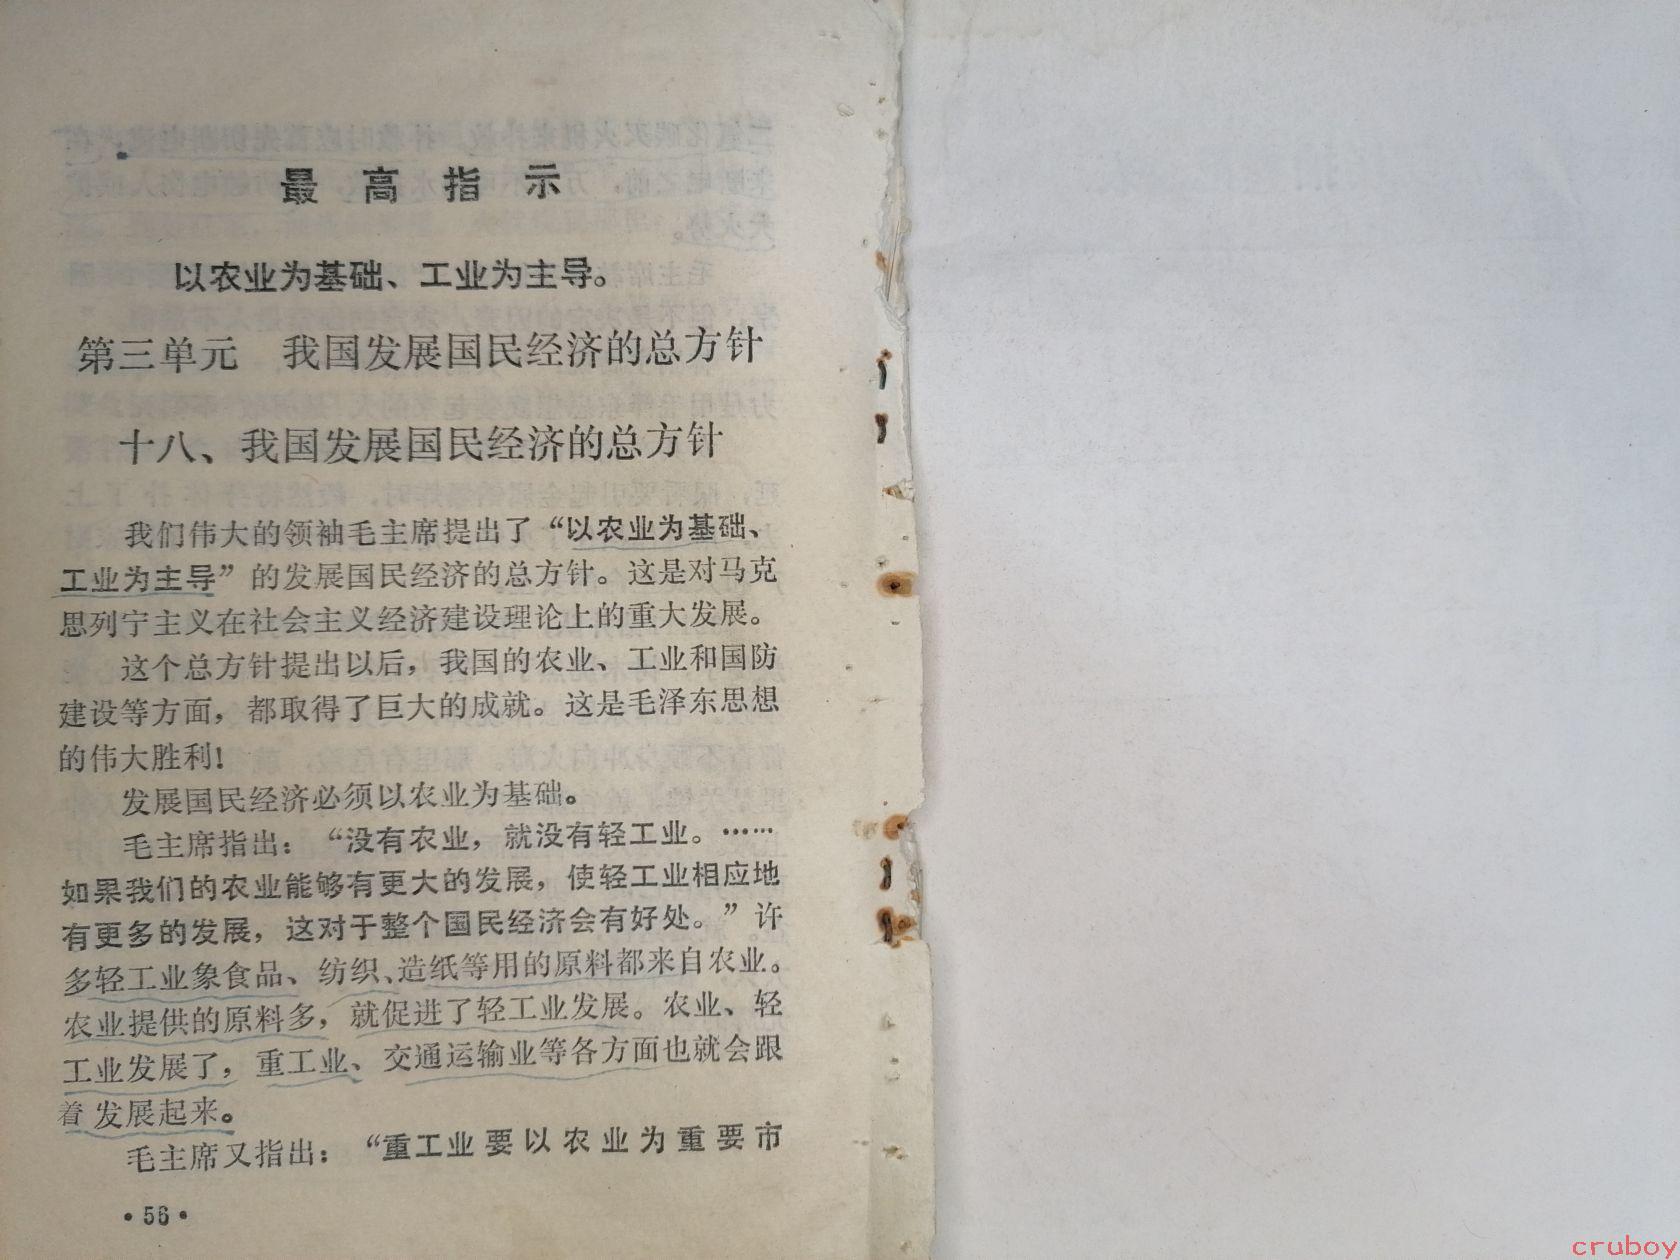 最高指示
以农业为基础、工业为主导。
第三单元　我国发展国民经济的总方针
十八、我国发展国民经济的总方针
我们伟大的领袖毛主席提出了“以农业为基础、
工业为主导”的发展国民经济的总方针。这是对马克
思列宁主义在社会主义经济建设理论上的重大发展。
这个总方针提出以后，我国的农业、工业和国防
建设等方面，都取得了巨大的成就。这是毛泽东思想
的伟大胜利！
发展国民经济必须以农业为基础。
毛主席指出：“没有农业，就没有轻工业。……
如果我们的农业能够有更大的发展，使轻工业相应地
有更多的发展，这对于整个国民经济会有好处。”许
多轻工业象食品、纺织、造纸等用的原料都来自农业。
农业提供的原料多，就促进了轻工业发展。农业、轻
工业发展了，重工业、交通运输业等各方面也就会跟
着发展起来。
毛主席又指出：“重工业要以农业为重要市
·56·
cruboy